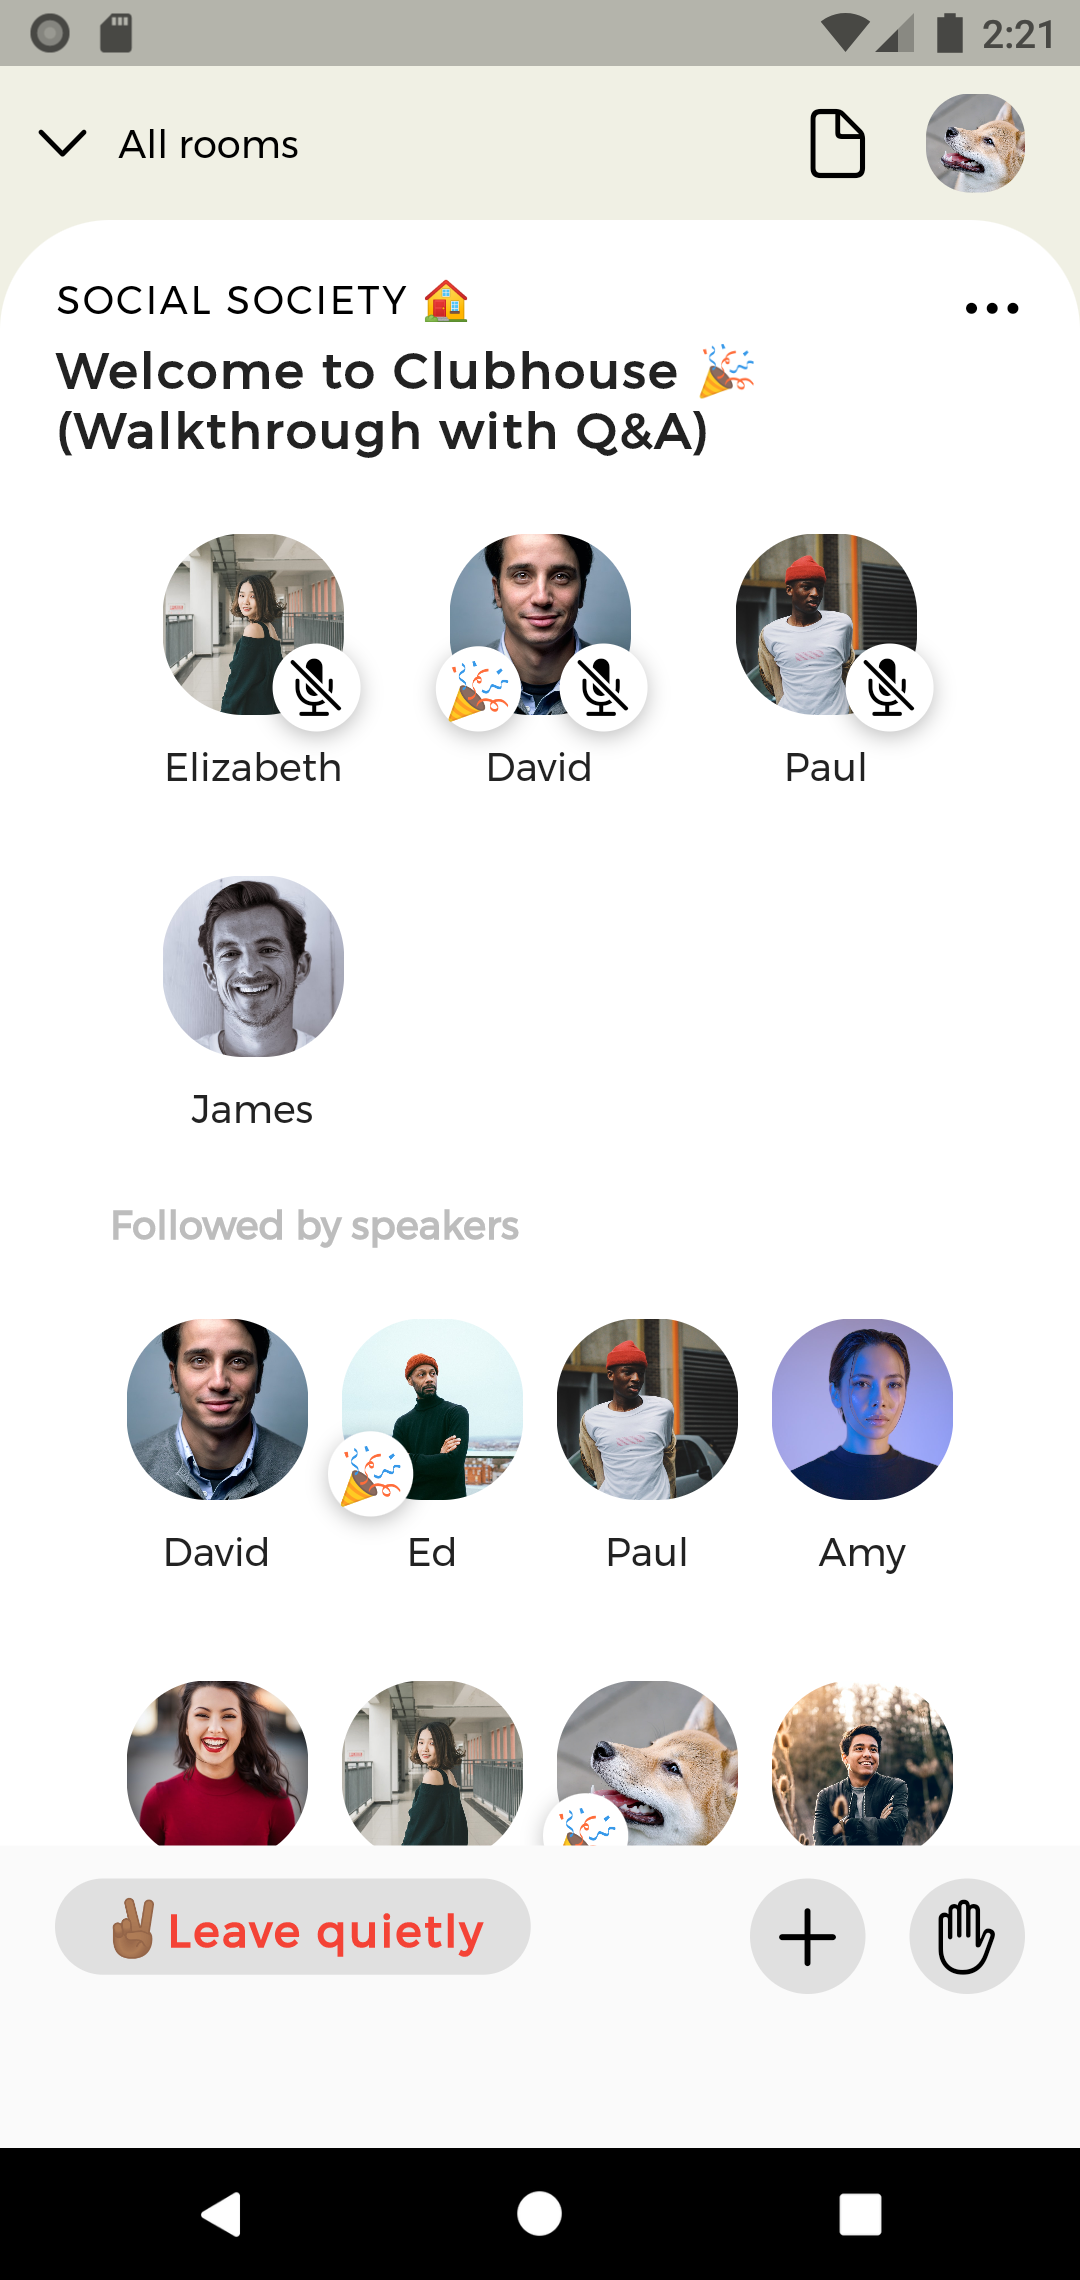 2:21
All rooms
SOCIAL SOCIETY 🏠
Welcome to Clubhouse 🎉
(Walkthrough with Q&A)
Elizabeth
David
Paul
James
Followed by speakers
David
Ed
Paul
Amy
✌🏾Leave quietly